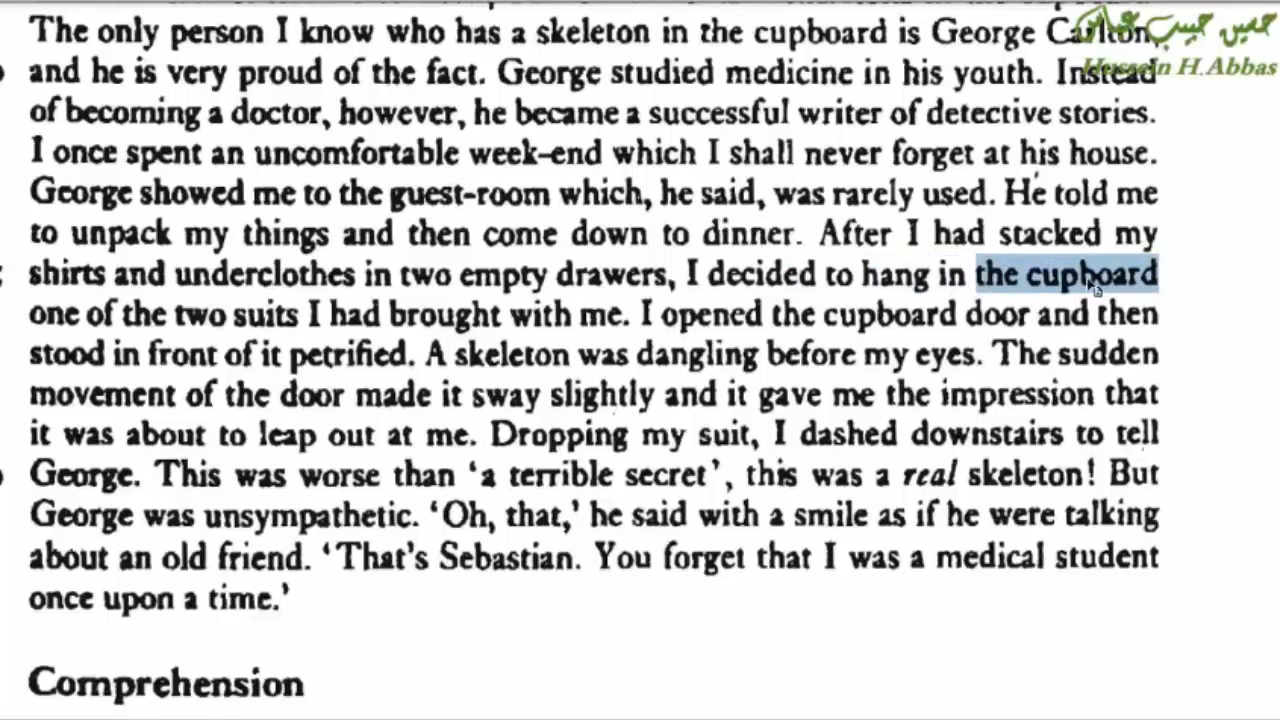 The only person I know who has a skeleton in the cupboard is George Carlton,
and he is very proud of the fact. George studied medicine in his youth. Instead
of becoming a doctor, however, he became a successful writer of detective stories.
I once spent an uncomfortable week-end which I shall never forget at his house.
George showed me to the guest-room which, he said, was rarely used. He told me
to unpack my things and then come down to dinner. After I had stacked my
shirts and underclothes in two empty drawers, I decided to hang in the cupboard
one of the two suits I had brought with me. I opened the cupboard door and then
stood in front of it petrified. A skeleton was dangling before my eyes. The sudden
movement of the door made it sway slightly and it gave me the impression that
it was about to leap out at me. Dropping my suit, I dashed downstairs to tell
George. This was worse than ‘a terrible secret’, this was a real skeleton! But
George was unsympathetic. ‘Oh, that,’ he said with a smile as if he were talking
about an old friend. ‘That’s Sebastian. You forget that I was a medical student
once upon a time.’
Comprehension
حسين حبيب عباس
Hussein H.Abbas